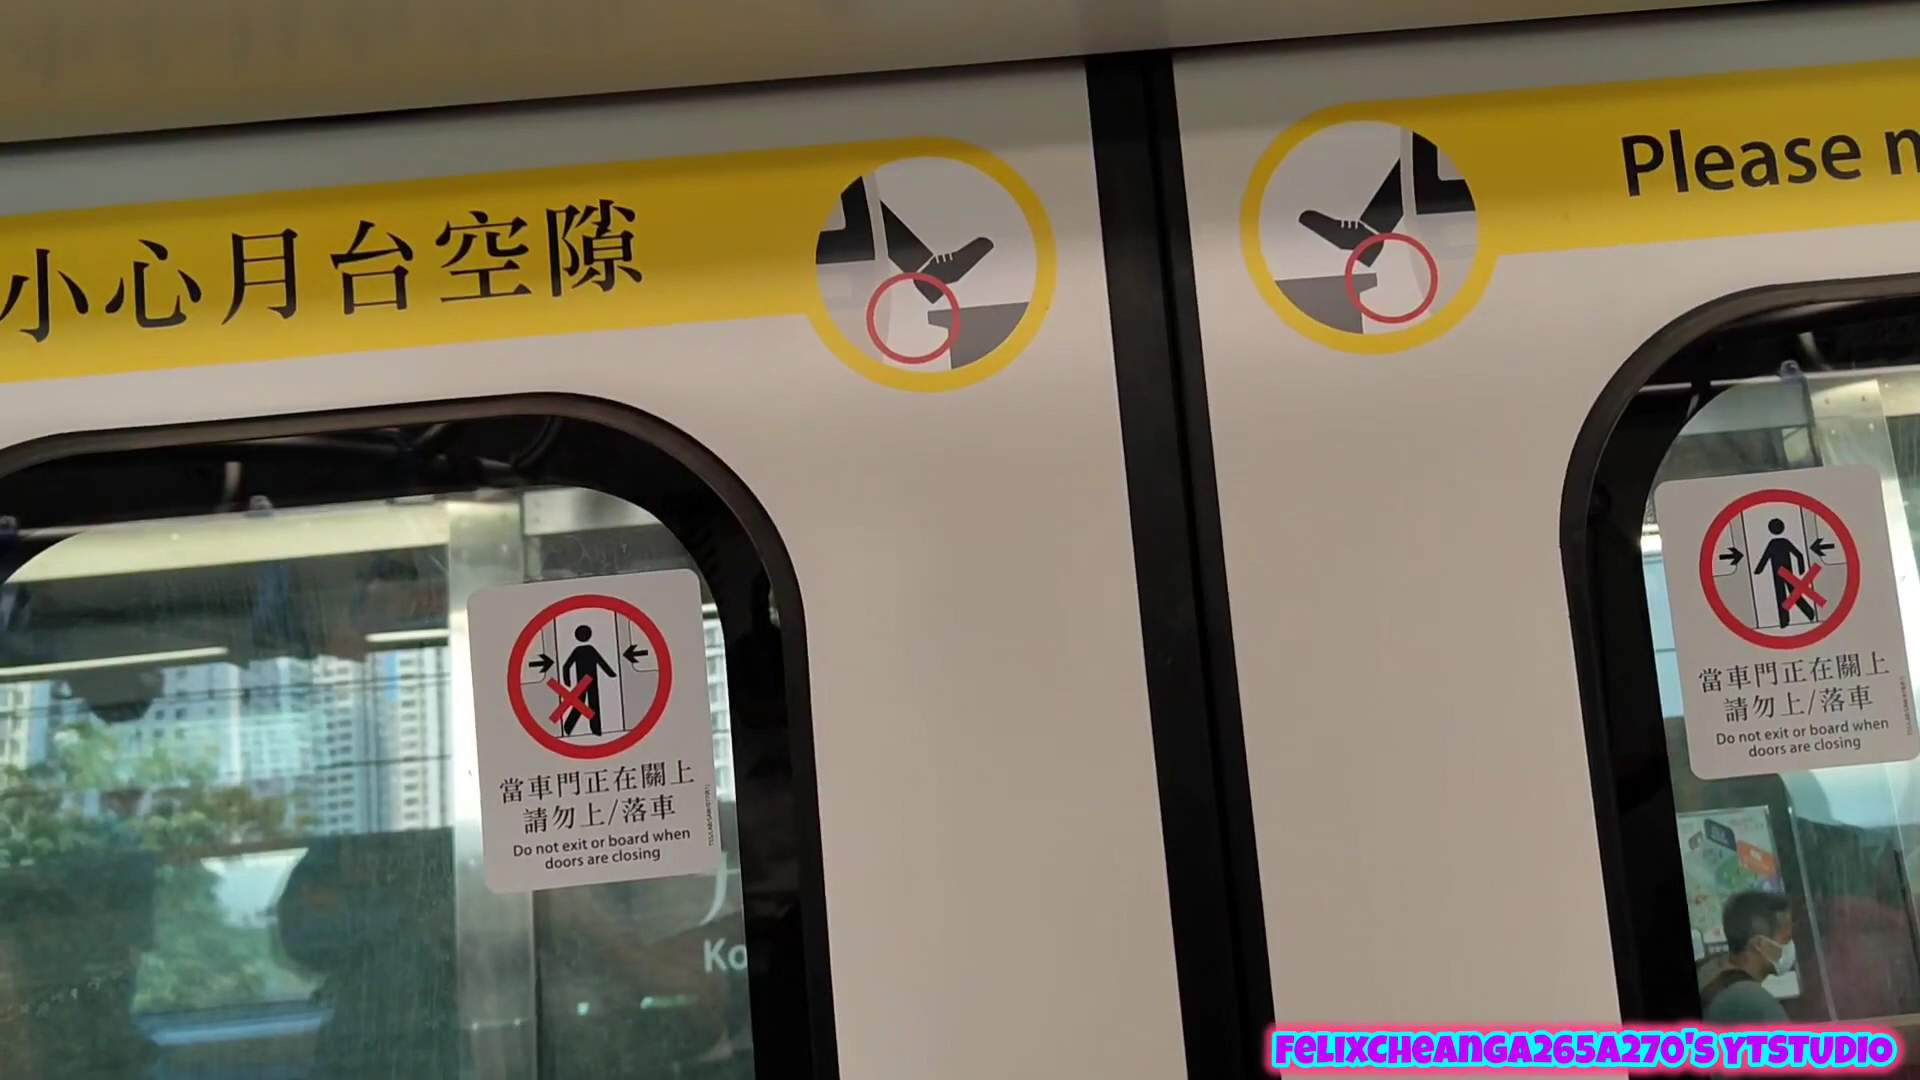 小心月台空隙
Please
當車門正在關上
請勿上/落車
Do not exit or board when
doors are closing
當車門正在關上
請勿上/落車
Do not exit or board when
doors are closing
Ko
FelixCheangA265A270's YTStudio